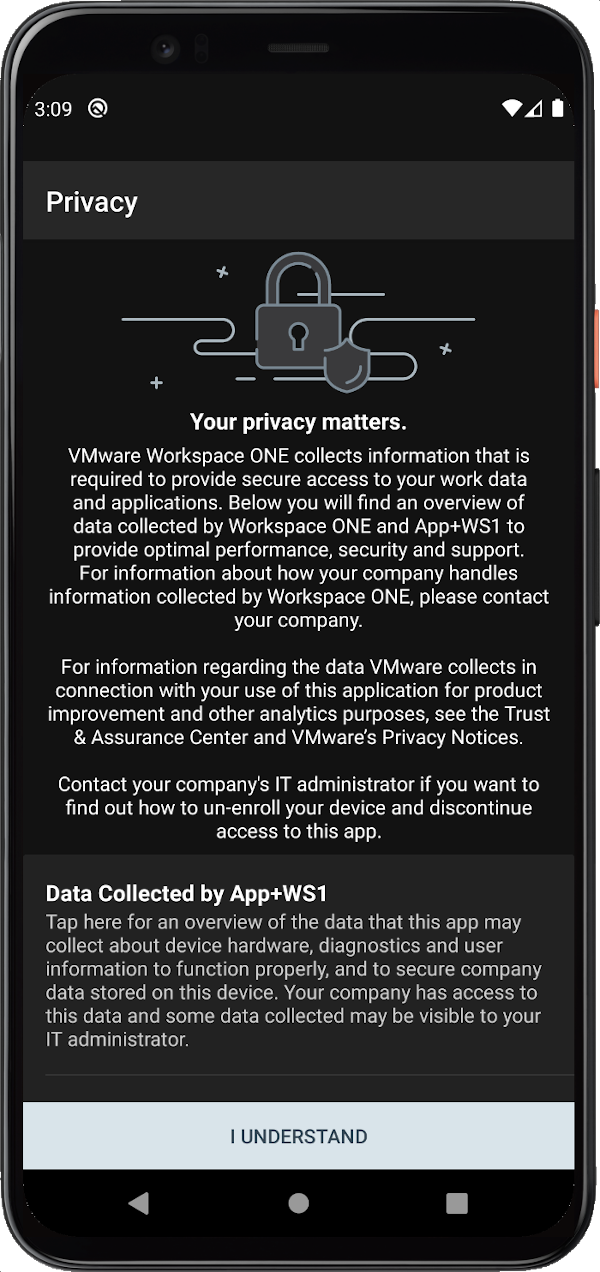 3:09
Privacy
Your privacy matters.
VMware Workspace ONE collects information that is
required to provide secure access to your work data
and applications. Below you will find an overview of
data collected by Workspace ONE and App+WS1 to
provide optimal performance, security and support.
For information about how your company handles
information collected by Workspace ONE, please contact
your company.
For information regarding the data VMware collects in
connection with your use of this application for product
improvement and other analytics purposes, see the Trust
& Assurance Center and VMware’s Privacy Notices.
Contact your company's IT administrator if you want to
find out how to un-enroll your device and discontinue
access to this app.
Data Collected by App+WS1
Tap here for an overview of the data that this app may
collect about device hardware, diagnostics and user
information to function properly, and to secure company
data stored on this device. Your company has access to
this data and some data collected may be visible to your
IT administrator.
I UNDERSTAND